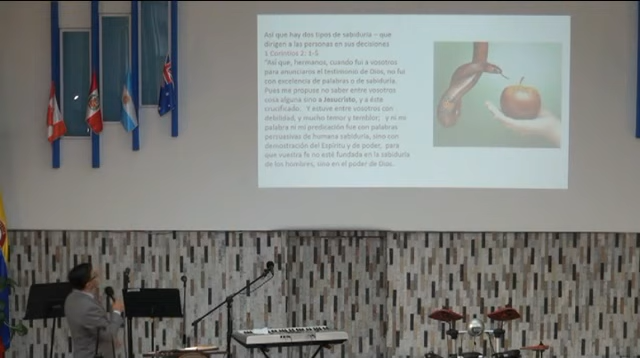 Así que hay dos tipos de sabiduría – que
dirigen a las personas en sus decisiones
1 Corintios 2: 1-5
"Así que, hermanos, cuando fui a vosotros
para anunciaros el testimonio de Dios, no fui
con excelencia de palabras o de sabiduría.
Pues me propuse no saber entre vosotros
cosa alguna sino a Jesucristo, y a éste
crucificado. Y estuve entre vosotros con
debilidad, y mucho temor y temblor; y ni mi
palabra ni mi predicación fue con palabras
persuasivas de humana sabiduría, sino con
demostración del Espíritu y de poder, para
que vuestra fe no esté fundada en la sabiduría
de los hombres, sino en el poder de Dios.